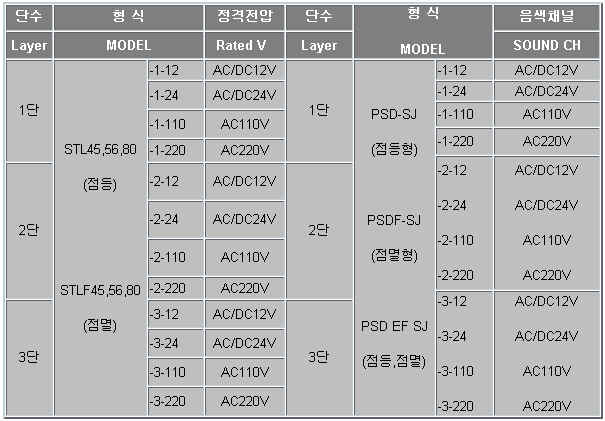 단수 형 식 정격전압 단수 형 식 음색채널
Layer MODEL Rated V Layer MODEL SOUND CH
-1-12 AC/DC12V -1-12 AC/DC12V
-1-24 AC/DC24V -1-24 AC/DC24V
1단 1단 PSD-SJ
-1-110 AC110V -1-110 AC110V
STL45,56,80 -1-220 AC220V (점등형) -1-220 AC220V
(점등) -2-12 AC/DC12V -2-12 AC/DC12V
-2-24 AC/DC24V PSDF-SJ -2-24 AC/DC24V
2단 2단
-2-110 AC110V (점멸형) -2-110 AC110V
STLF45,56,80 -2-220 AC220V -2-220 AC220V
(점멸) -3-12 AC/DC12V PSD EF SJ -3-12 AC/DC12V
-3-24 AC/DC24V -3-24 AC/DC24V
3단 3단 (점등,점멸)
-3-110 AC110V -3-110 AC110V
-3-220 AC220V -3-220 AC220V